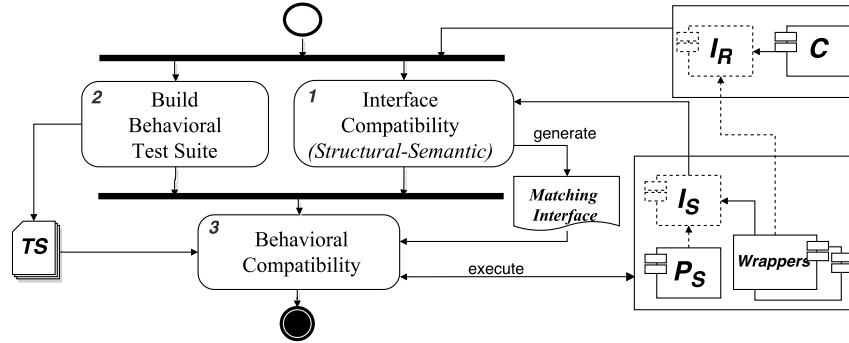 I_R
C
2
Build
Behavioral
Test Suite
1
Interface
Compatibility
(Structural-Semantic)
generate
Matching
Interface
I_S
TS
3
Behavioral
Compatibility
execute
P_S
Wrappers